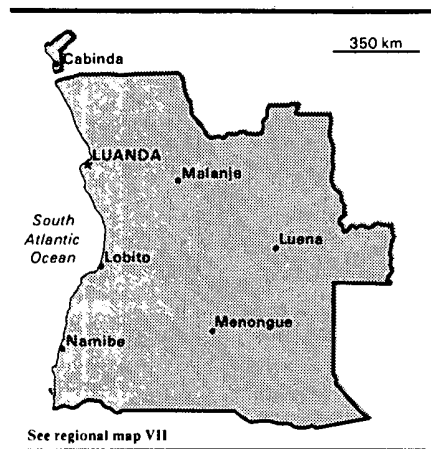 350 km
Cabinda
LUANDA
Malanje
South
Atlantic
Ocean
Luena
Lobito
Menongue
Namibe
See regional map VII